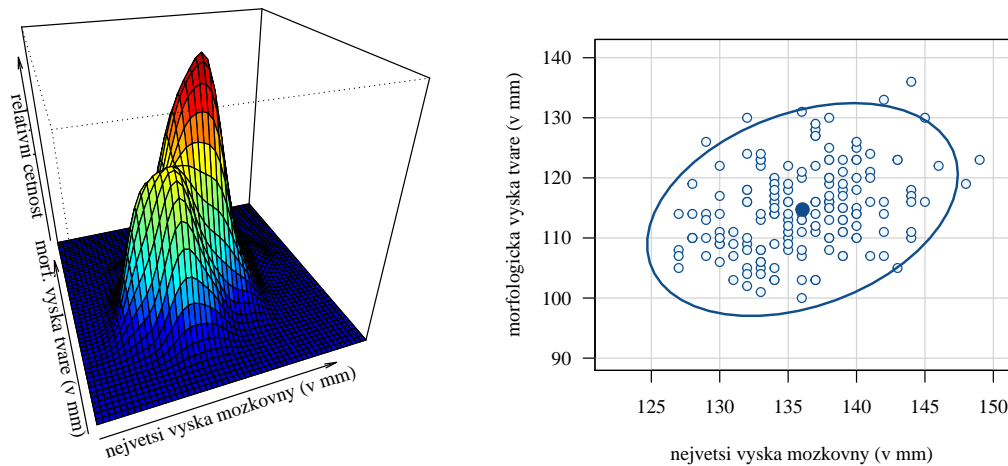 relativni cetnost
morf. vyska tvare (v mm)
nejvetsi vyska mozkovny (v mm)
morfologicka vyska tvare (v mm)
140
130
120
110
100
90
125
130
135
140
145
150
nejvetsi vyska mozkovny (v mm)